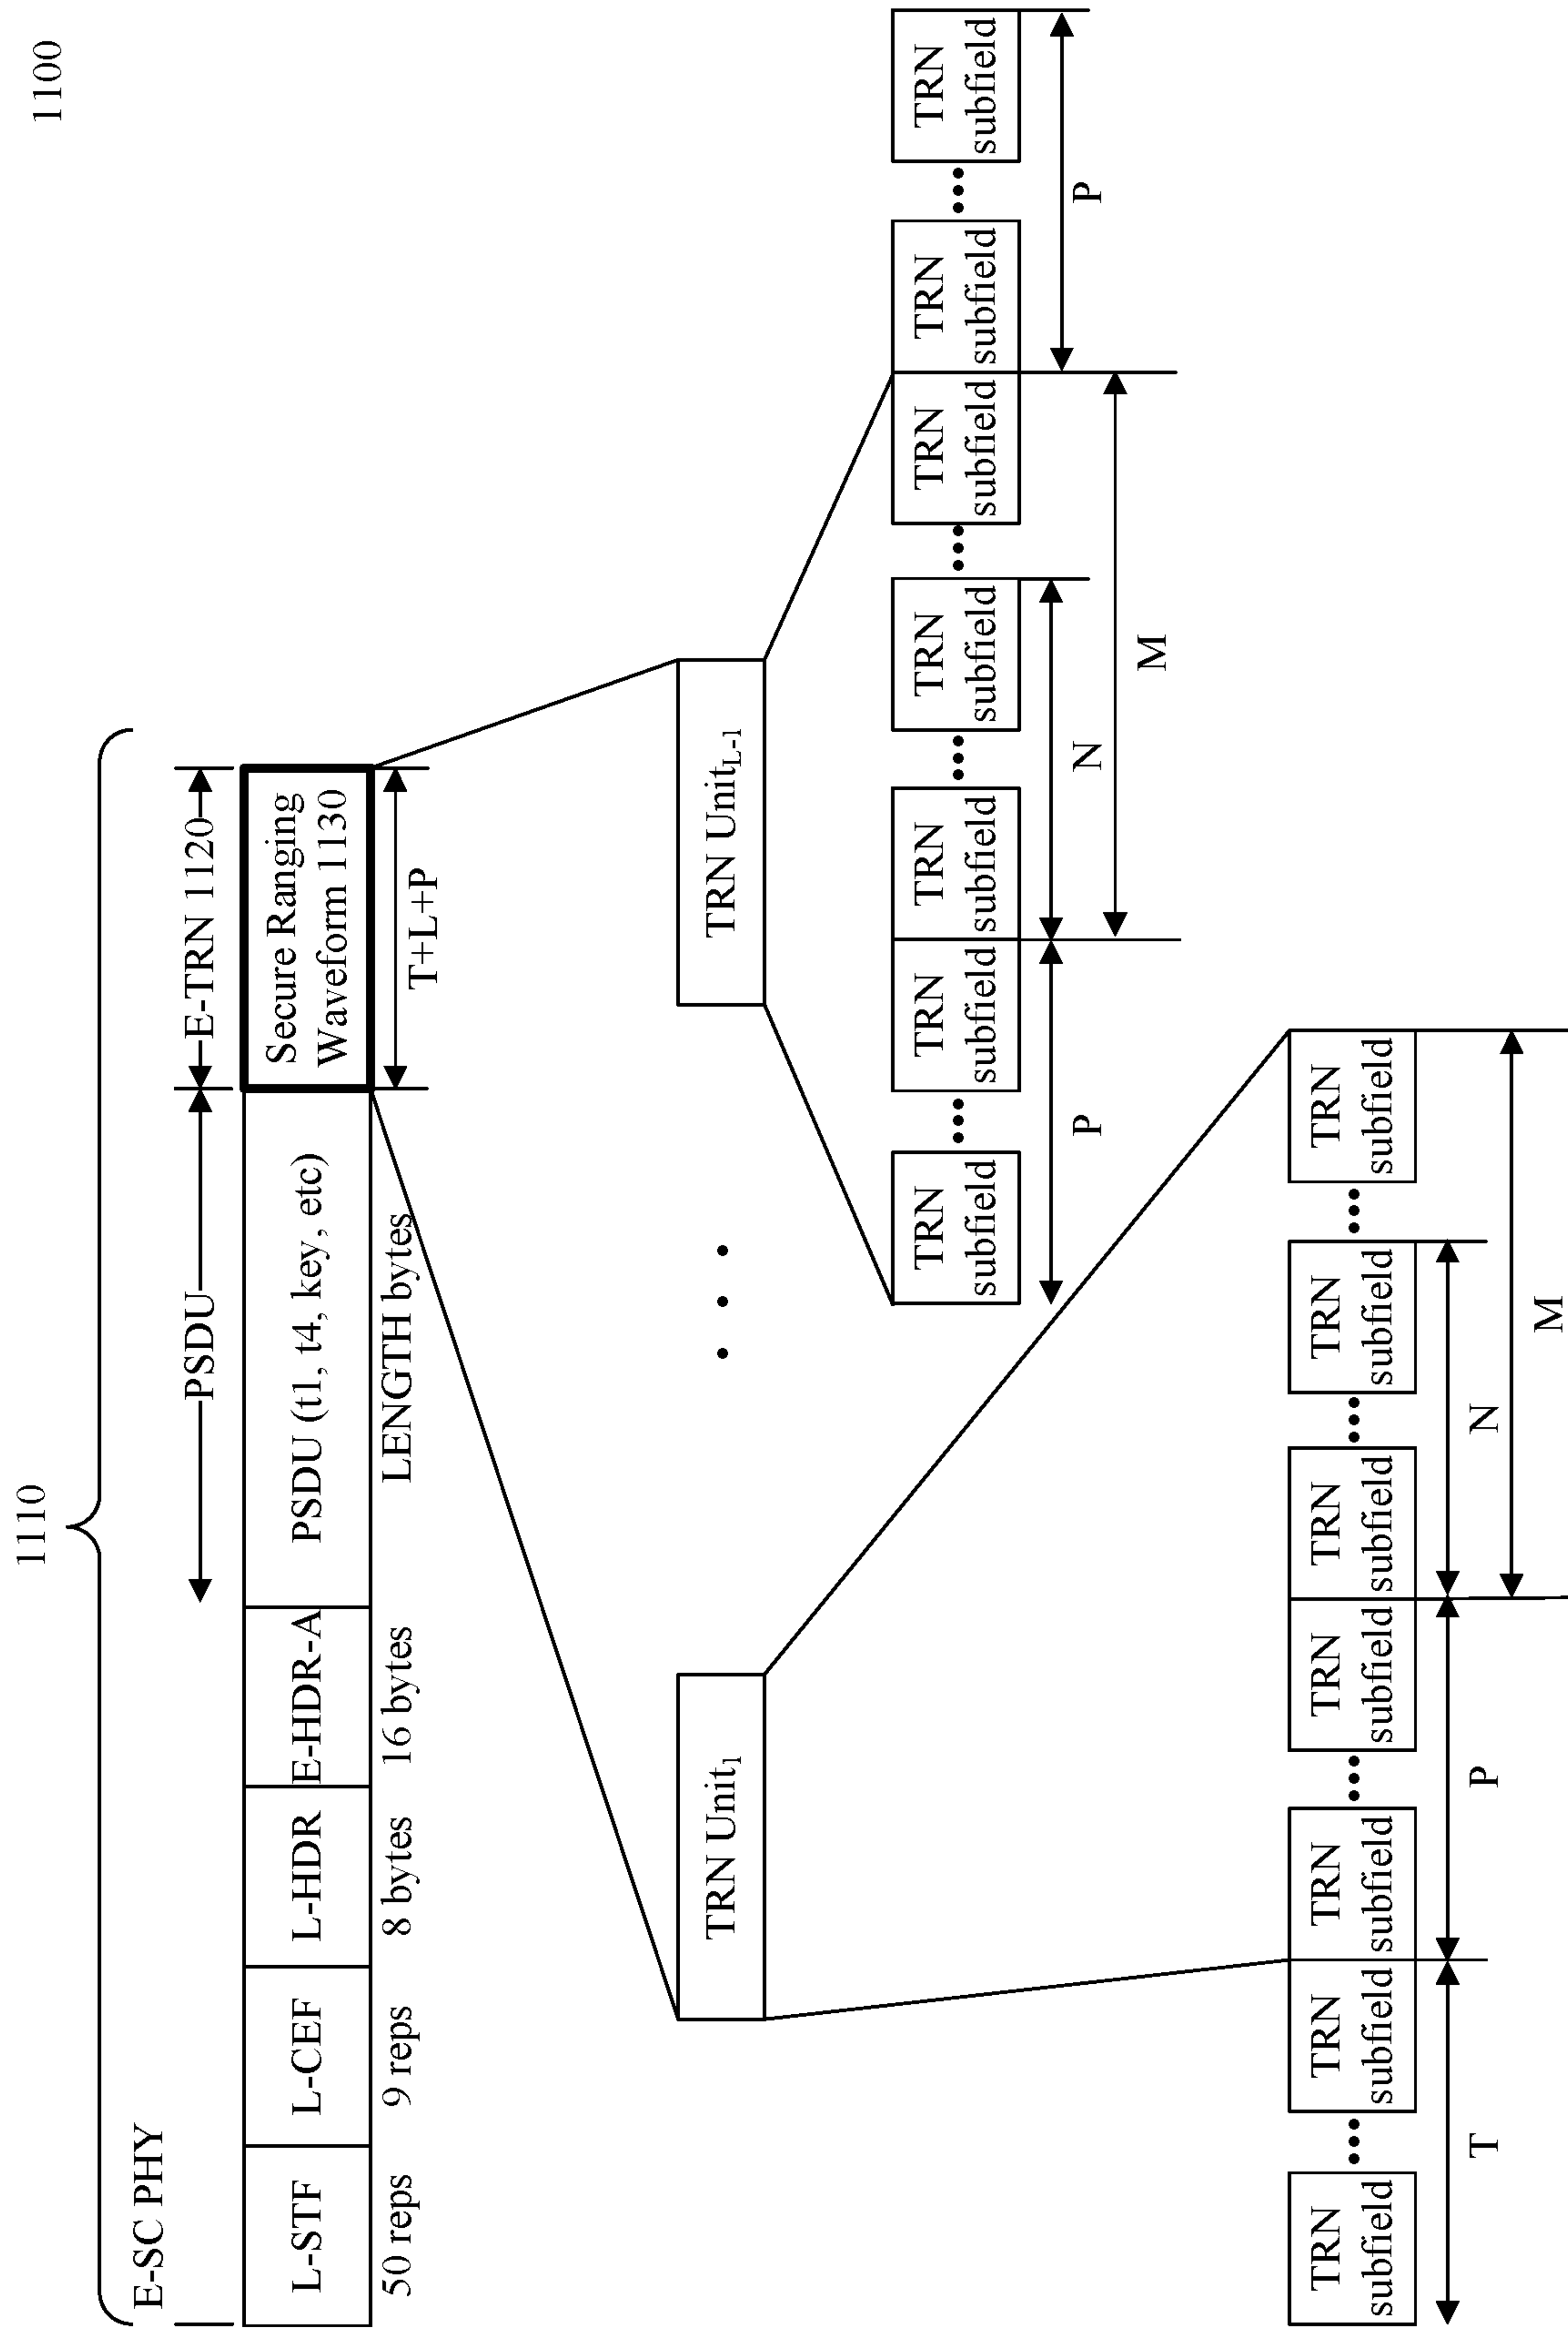 1100
1110
E-SC PHY
PSDU
E-TRN 1120
L-STF
L-CEF
L-HDR
E-HDR-A
PSDU (t1, t4, key, etc)
Secure Ranging
Waveform 1130
50 reps
9 reps
8 bytes
16 bytes
LENGTH bytes
T+L+P
TRN Unit1
TRN UnitL-1
TRN
subfield
TRN
subfield
TRN
subfield
TRN
subfield
TRN
subfield
TRN
subfield
TRN
subfield
P
N
P
M
TRN
subfield
TRN
subfield
TRN
subfield
TRN
subfield
TRN
subfield
TRN
subfield
TRN
subfield
T
P
N
M